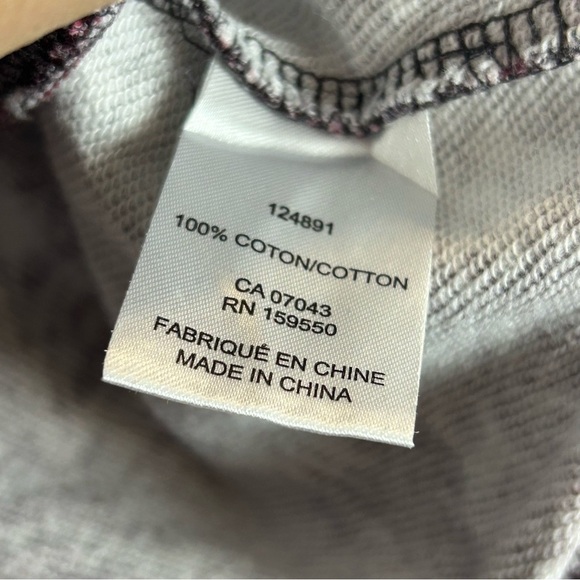 124891
100% COTON/COTTON
CA 07043
RN 159550
FABRIQUÉ EN CHINE
MADE IN CHINA